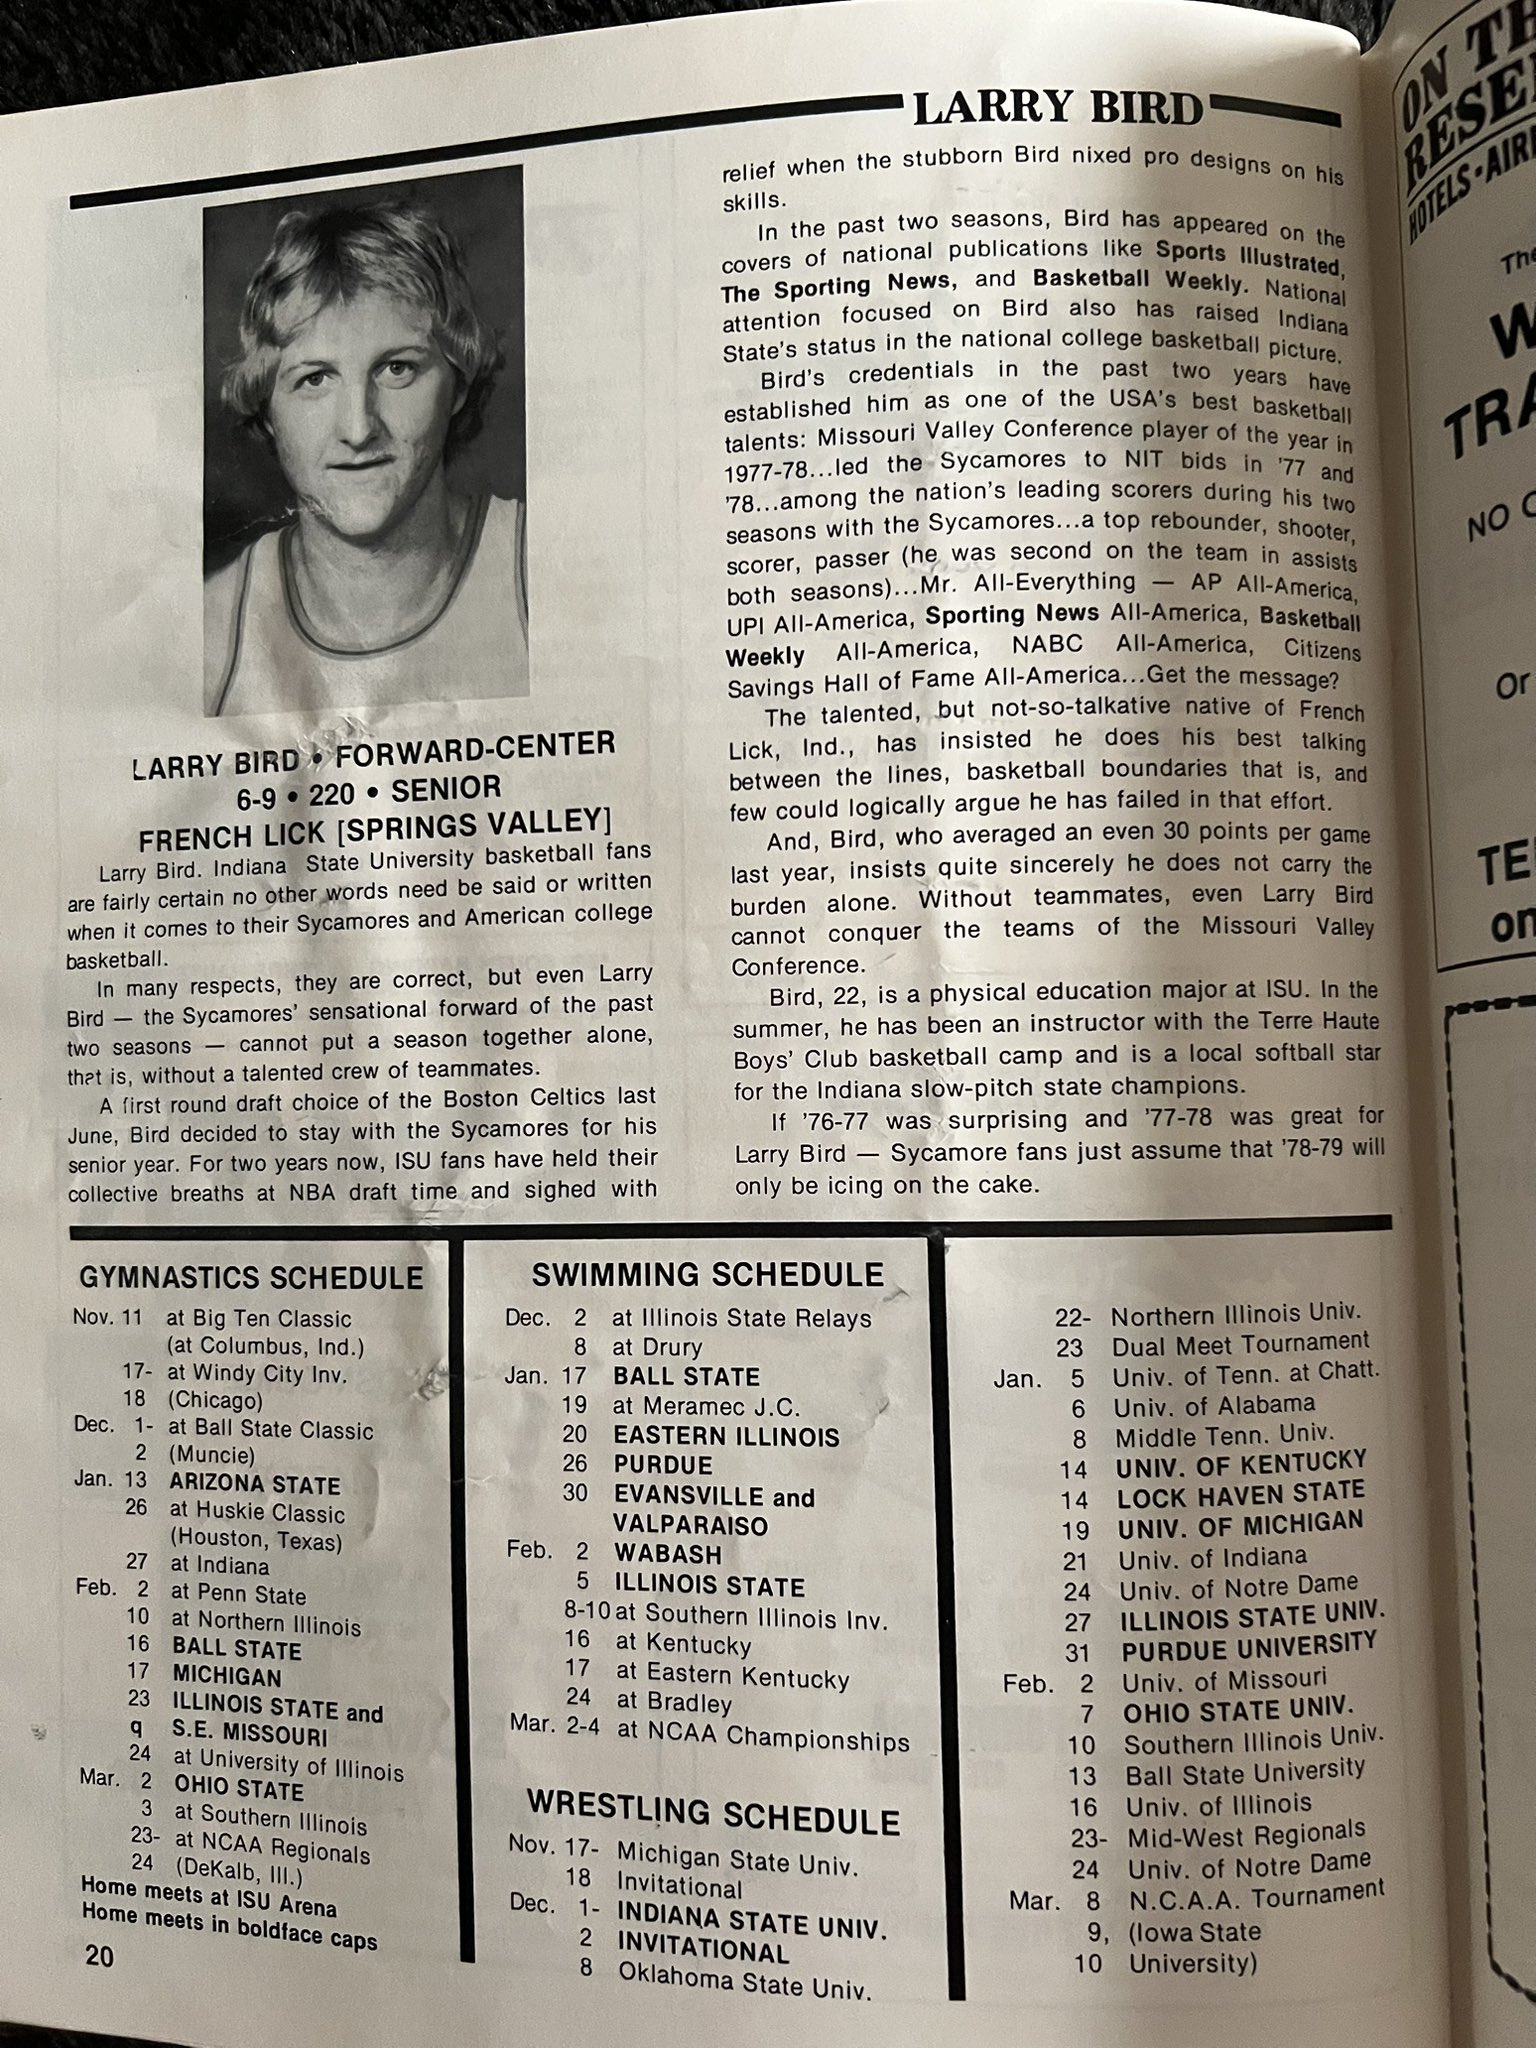 LARRY BIRD
LARRY BIRD • FORWARD-CENTER
6-9 • 220 • SENIOR
FRENCH LICK [SPRINGS VALLEY]
Larry Bird. Indiana State University basketball fans
are fairly certain no other words need be said or written
when it comes to their Sycamores and American college
basketball.
In many respects, they are correct, but even Larry
Bird — the Sycamores' sensational forward of the past
two seasons — cannot put a season together alone,
that is, without a talented crew of teammates.
A first round draft choice of the Boston Celtics last
June, Bird decided to stay with the Sycamores for his
senior year. For two years now, ISU fans have held their
collective breaths at NBA draft time and sighed with
relief when the stubborn Bird nixed pro designs on his
skills.
In the past two seasons, Bird has appeared on the
covers of national publications like Sports Illustrated,
The Sporting News, and Basketball Weekly. National
attention focused on Bird also has raised Indiana
State's status in the national college basketball picture.
Bird's credentials in the past two years have
established him as one of the USA's best basketball
talents: Missouri Valley Conference player of the year in
1977-78...led the Sycamores to NIT bids in '77 and
'78...among the nation's leading scorers during his two
seasons with the Sycamores...a top rebounder, shooter,
scorer, passer (he was second on the team in assists
both seasons)...Mr. All-Everything — AP All-America,
UPI All-America, Sporting News All-America, Basketball
Weekly All-America, NABC All-America, Citizens
Savings Hall of Fame All-America...Get the message?
The talented, but not-so-talkative native of French
Lick, Ind., has insisted he does his best talking
between the lines, basketball boundaries that is, and
few could logically argue he has failed in that effort.
And, Bird, who averaged an even 30 points per game
last year, insists quite sincerely he does not carry the
burden alone. Without teammates, even Larry Bird
cannot conquer the teams of the Missouri Valley
Conference.
Bird, 22, is a physical education major at ISU. In the
summer, he has been an instructor with the Terre Haute
Boys' Club basketball camp and is a local softball star
for the Indiana slow-pitch state champions.
If '76-77 was surprising and '77-78 was great for
Larry Bird — Sycamore fans just assume that '78-79 will
only be icing on the cake.
GYMNASTICS SCHEDULE
Nov. 11 at Big Ten Classic
(at Columbus, Ind.)
17- at Windy City Inv.
18 (Chicago)
Dec. 1- at Ball State Classic
2 (Muncie)
Jan. 13 ARIZONA STATE
26 at Huskie Classic
(Houston, Texas)
27 at Indiana
Feb. 2 at Penn State
10 at Northern Illinois
16 BALL STATE
17 MICHIGAN
23 ILLINOIS STATE and
q S.E. MISSOURI
24 at University of Illinois
Mar. 2 OHIO STATE
3 at Southern Illinois
23- at NCAA Regionals
24 (DeKalb, Ill.)
Home meets at ISU Arena
Home meets in boldface caps
20
SWIMMING SCHEDULE
Dec. 2 at Illinois State Relays
8 at Drury
Jan. 17 BALL STATE
19 at Meramec J.C.
20 EASTERN ILLINOIS
26 PURDUE
30 EVANSVILLE and
VALPARAISO
Feb. 2 WABASH
5 ILLINOIS STATE
8-10 at Southern Illinois Inv.
16 at Kentucky
17 at Eastern Kentucky
24 at Bradley
Mar. 2-4 at NCAA Championships
WRESTLING SCHEDULE
Nov. 17- Michigan State Univ.
18 Invitational
Dec. 1- INDIANA STATE UNIV.
2 INVITATIONAL
8 Oklahoma State Univ.
22- Northern Illinois Univ.
23 Dual Meet Tournament
Jan. 5 Univ. of Tenn. at Chatt.
6 Univ. of Alabama
8 Middle Tenn. Univ.
14 UNIV. OF KENTUCKY
14 LOCK HAVEN STATE
19 UNIV. OF MICHIGAN
21 Univ. of Indiana
24 Univ. of Notre Dame
27 ILLINOIS STATE UNIV.
31 PURDUE UNIVERSITY
Feb. 2 Univ. of Missouri
7 OHIO STATE UNIV.
10 Southern Illinois Univ.
13 Ball State University
16 Univ. of Illinois
23- Mid-West Regionals
24 Univ. of Notre Dame
Mar. 8 N.C.A.A. Tournament
9, (Iowa State
10 University)
ON
HOTELS•
NO
Or